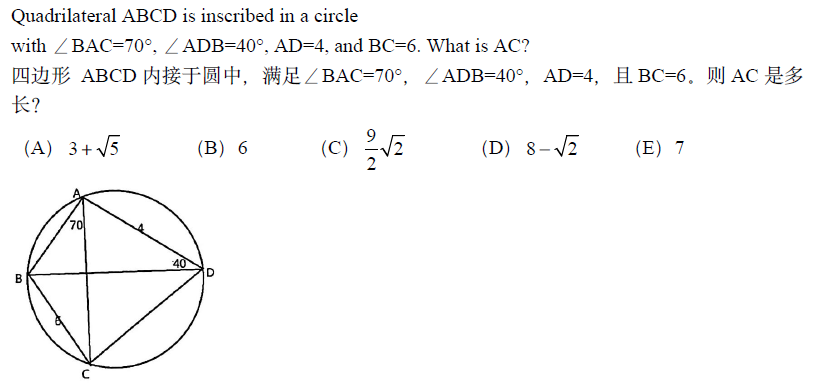 Quadrilateral ABCD is inscribed in a circle
with ∠BAC=70°, ∠ADB=40°, AD=4, and BC=6. What is AC?
四边形 ABCD 内接于圆中，满足∠BAC=70°，∠ADB=40°，AD=4，且 BC=6。则 AC 是多
长？
(A) 3+√5 (B) 6 (C) 9/2 √2 (D) 8−√2 (E) 7
A
70
4
40
B
D
6
C